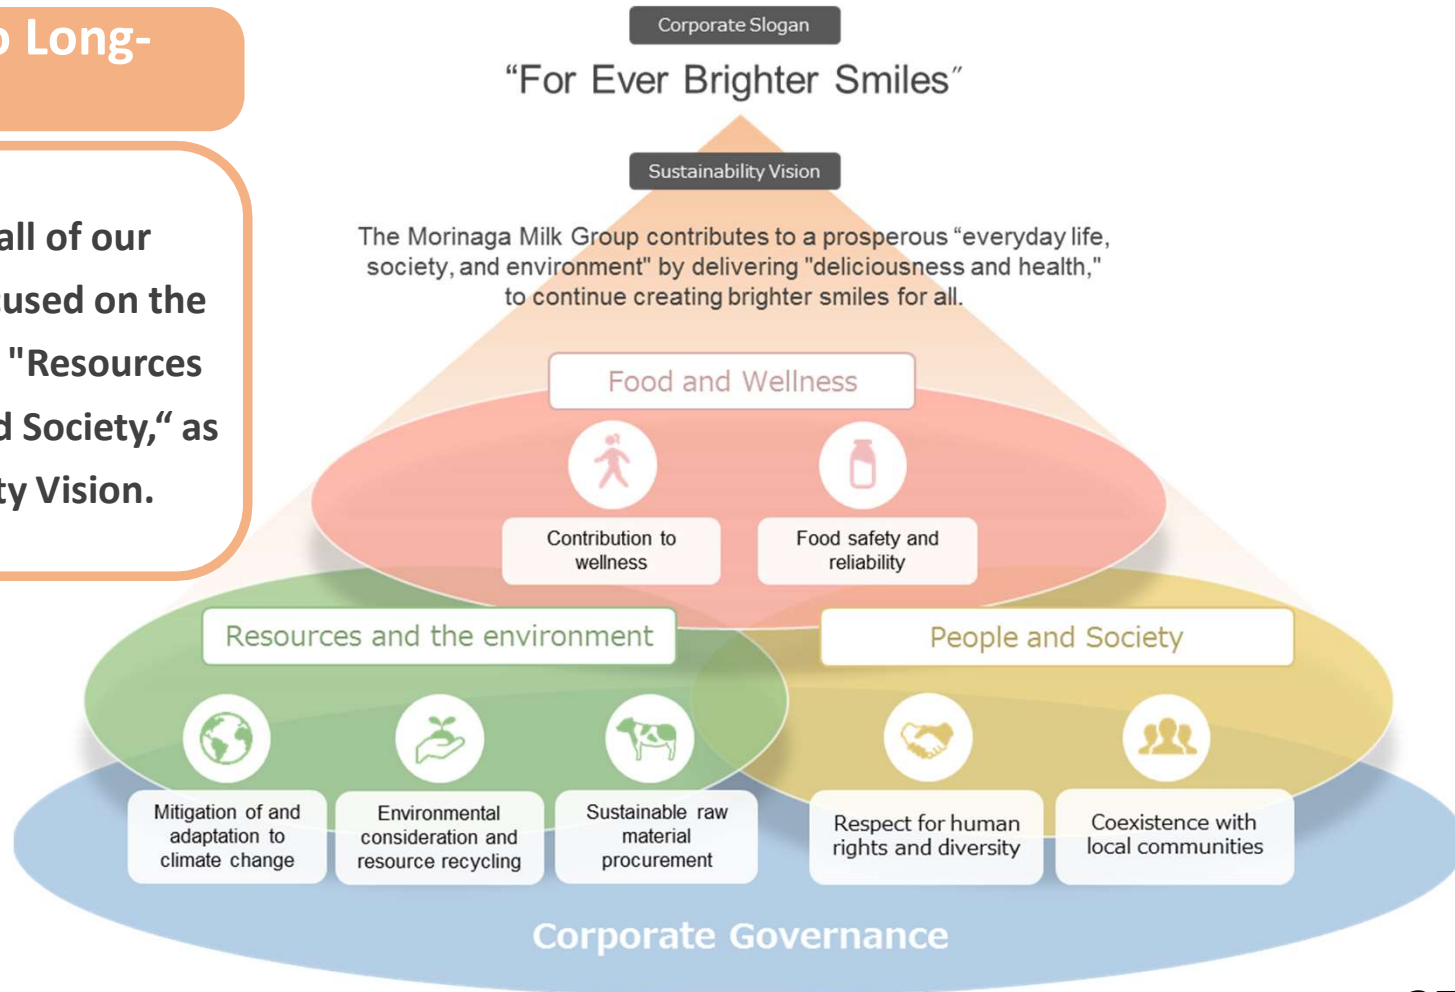 o Long-
all of our
cused on the
"Resources
d Society,“ as
ty Vision.
Corporate Slogan
“For Ever Brighter Smiles”
Sustainability Vision
The Morinaga Milk Group contributes to a prosperous “everyday life,
society, and environment" by delivering "deliciousness and health,"
to continue creating brighter smiles for all.
Food and Wellness
Contribution to
wellness
Food safety and
reliability
Resources and the environment
Mitigation of and
adaptation to
climate change
Environmental
consideration and
resource recycling
Sustainable raw
material
procurement
People and Society
Respect for human
rights and diversity
Coexistence with
local communities
Corporate Governance